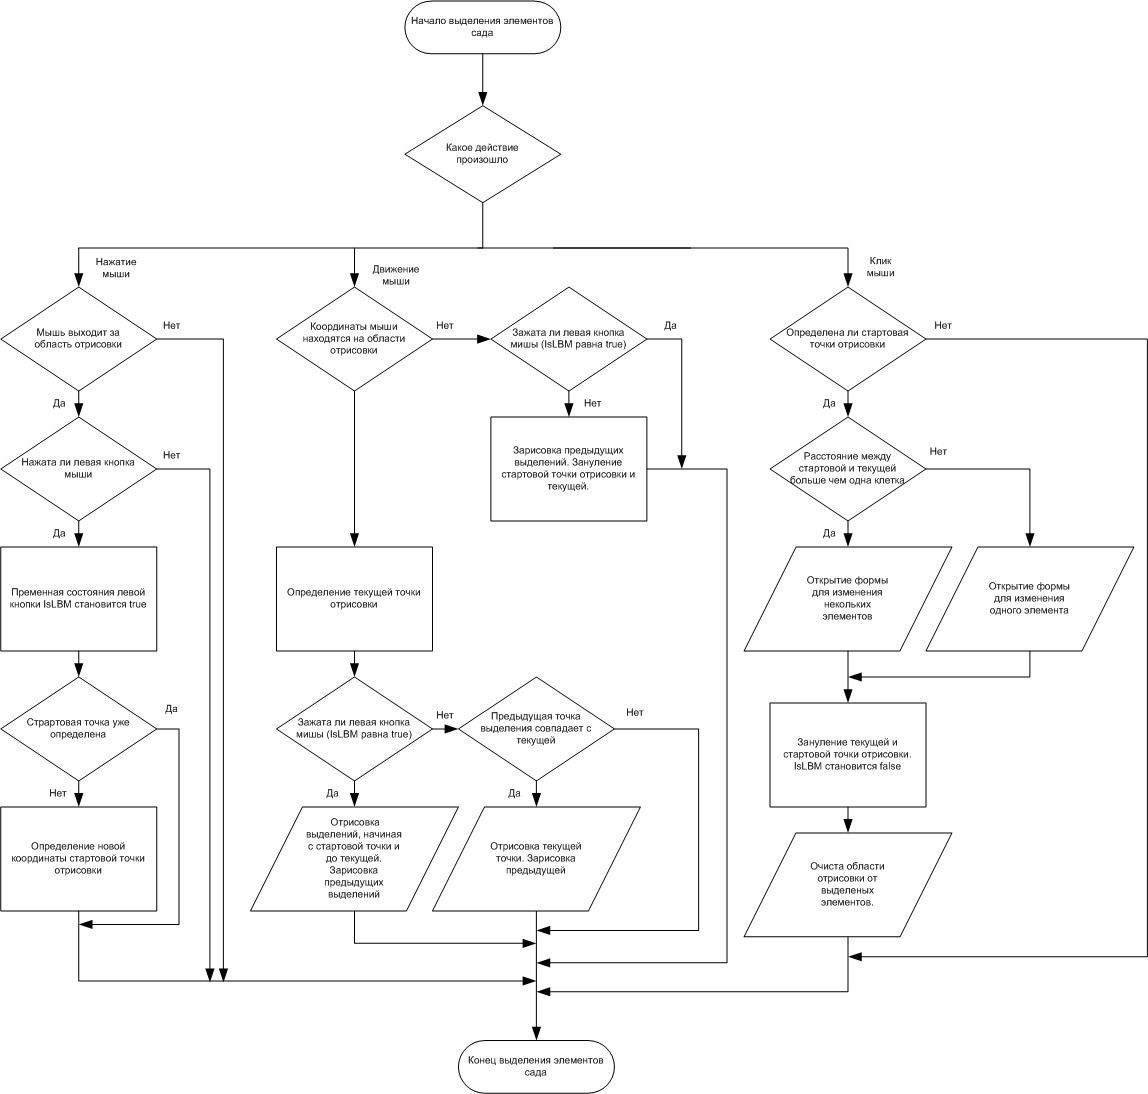 Начало выделения элементов
сада
Какое действие
произошло
Нажатие
мыши
Движение
мыши
Клик
мыши
Мышь выходит за
область отрисовки
Нет
Да
Нажата ли левая кнопка
мыши
Нет
Да
Пременная состояния левой
кнопки IsLBM становится true
Страртовая точка уже
определена
Да
Нет
Определение новой
координаты стартовой точки
отрисовки
Координаты мыши
находятся на области
отрисовки
Нет
Зажата ли левая кнопка
мишы (IsLBM равна true)
Да
Нет
Зарисовка предыдущих
выделений. Зануление
стартовой точки отрисовки и
текущей.
Определение текущей точки
отрисовки
Зажата ли левая кнопка
мишы (IsLBM равна true)
Нет
Да
Предыдущая точка
выделения совпадает с
текущей
Нет
Да
Отрисовка
выделений, начиная
с стартовой точки и
до текущей.
Зарисовка
предыдущих
выделений
Отрисовка текущей
точки. Зарисовка
предыдущей
Определена ли стартовая
точки отрисовки
Нет
Да
Расстояние между
стартовой и текущей
больше чем одна клетка
Нет
Да
Открытие формы
для изменения
некольких
элементов
Открытие формы
для изменения
одного элемента
Зануление текущей и
стартовой точки отрисовки.
IsLBM становится false
Очиста области
отрисовки от
выделеных
элементов.
Конец выделения элементов
сада